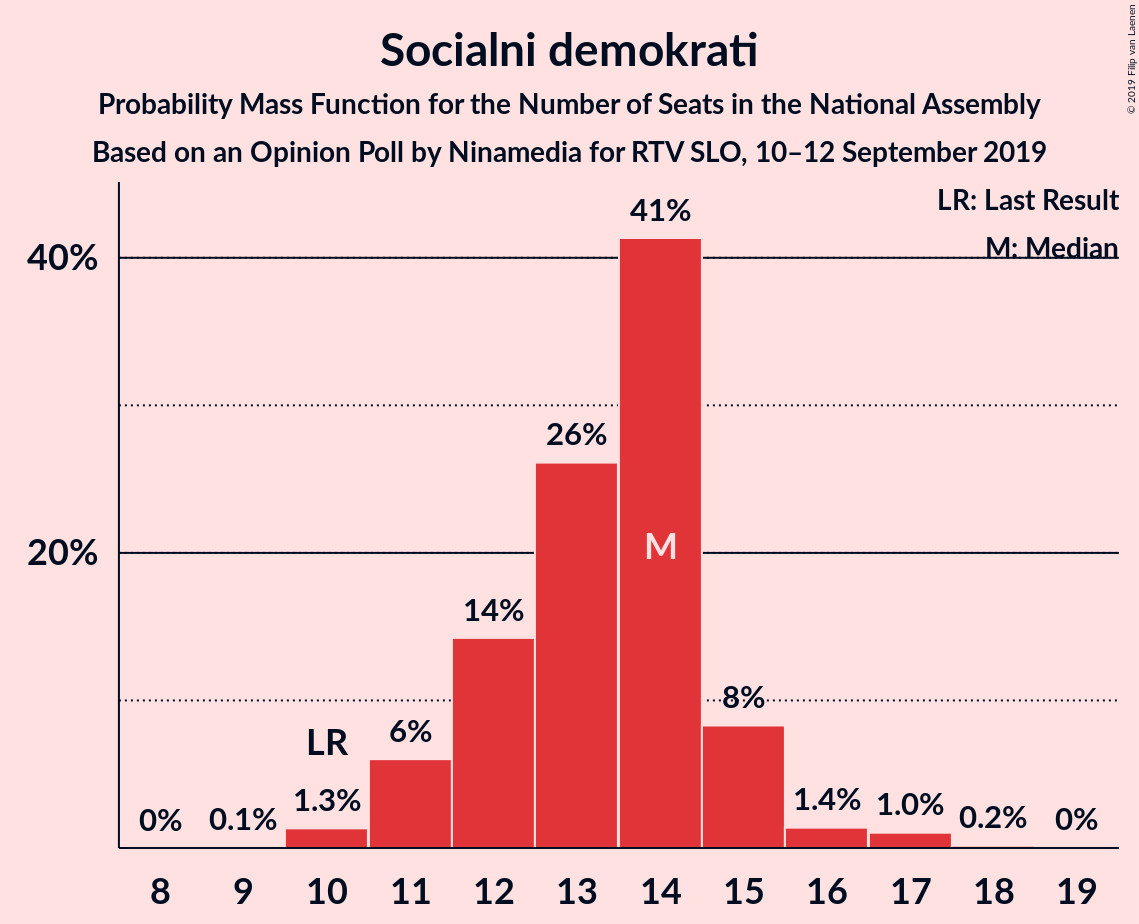 Socialni demokrati
Probability Mass Function for the Number of Seats in the National Assembly
Based on an Opinion Poll by Ninamedia for RTV SLO, 10–12 September 2019
© 2019 Filip van Laenen
LR: Last Result
M: Median
40%
20%
0%
0.1%
LR
1.3%
6%
14%
26%
41%
M
8%
1.4%
1.0%
0.2%
0%
8 9 10 11 12 13 14 15 16 17 18 19